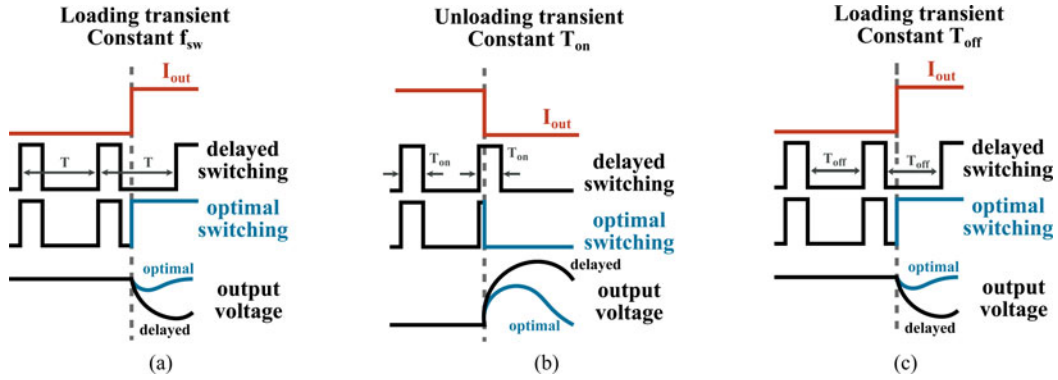 Loading transient
Constant fsw
Iout
T
T
delayed
switching
optimal
switching
optimal
output
voltage
delayed
(a)
Unloading transient
Constant Ton
Iout
Ton
Ton
delayed
switching
optimal
switching
delayed
output
voltage
optimal
(b)
Loading transient
Constant Toff
Iout
Toff
Toff
delayed
switching
optimal
switching
optimal
output
voltage
delayed
(c)